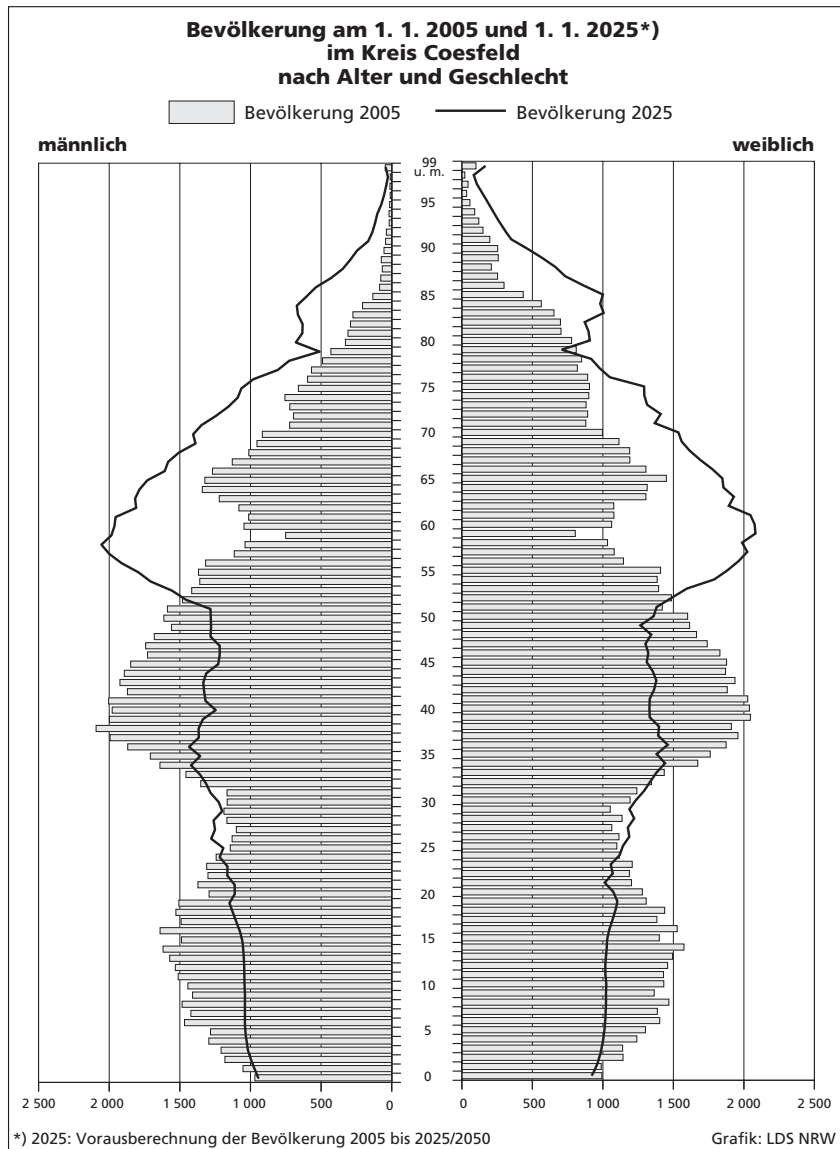 Bevölkerung am 1. 1. 2005 und 1. 1. 2025*)
im Kreis Coesfeld
nach Alter und Geschlecht
Bevölkerung 2005
Bevölkerung 2025
männlich
weiblich
99
u. m.
95
90
85
80
75
70
65
60
55
50
45
40
35
30
25
20
15
10
5
0
2 500 2 000 1 500 1 000 500 0 0 500 1 000 1 500 2 000 2 500
*) 2025: Vorausberechnung der Bevölkerung 2005 bis 2025/2050 Grafik: LDS NRW